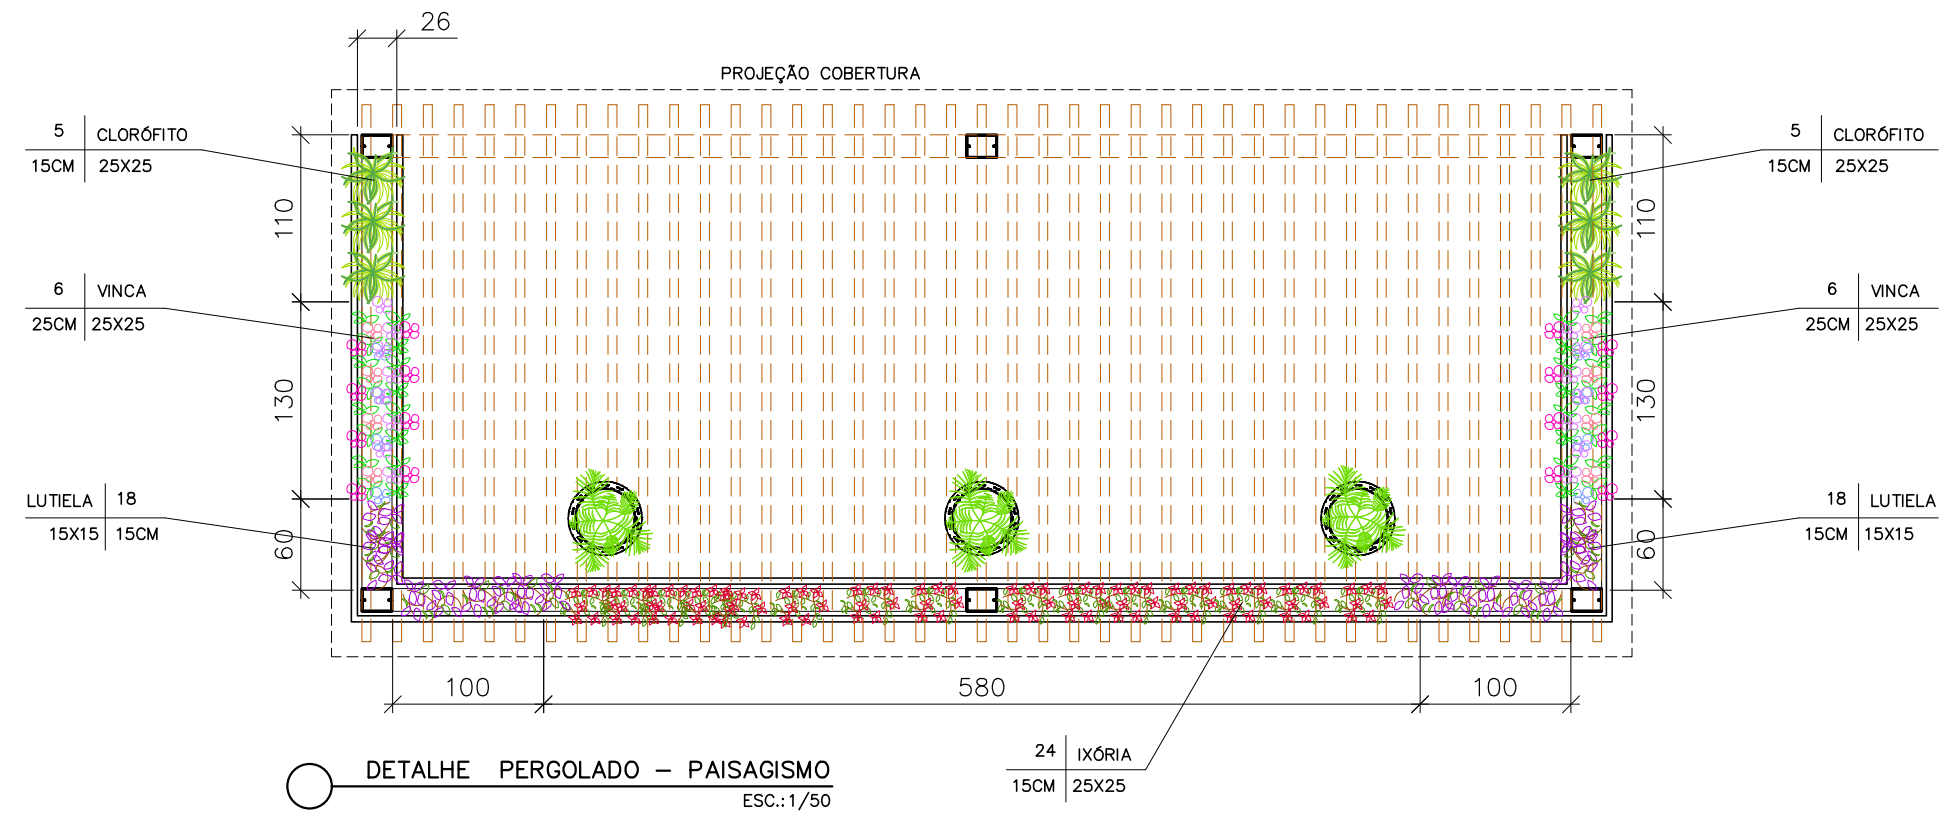 26
PROJEÇÃO COBERTURA
5 CLORÓFITO
15CM 25X25
5 CLORÓFITO
15CM 25X25
110
110
6 VINCA
25CM 25X25
6 VINCA
25CM 25X25
130
130
LUTIELA 18
15X15 15CM
18 LUTIELA
15CM 15X15
60
60
100
580
100
24 IXÓRIA
15CM 25X25
DETALHE PERGOLADO – PAISAGISMO
ESC.:1/50